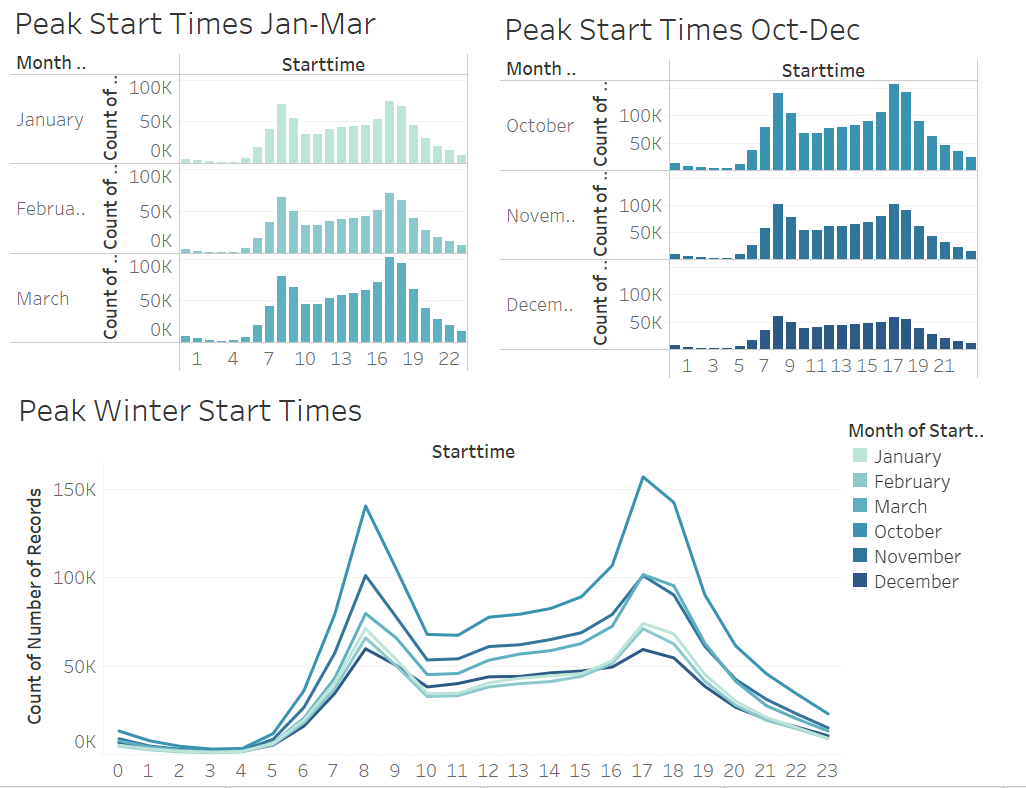 Peak Start Times Jan-Mar
Month ..
Starttime
January
Count of ..
100K
50K
0K
Februa..
Count of ..
100K
50K
0K
March
Count of ..
100K
50K
0K
1 4 7 10 13 16 19 22
Peak Start Times Oct-Dec
Month ..
Starttime
October
Count of ..
100K
50K
Novem..
Count of ..
100K
50K
Decem..
Count of ..
100K
50K
1 3 5 7 9 11 13 15 17 19 21
Peak Winter Start Times
Starttime
Count of Number of Records
150K
100K
50K
0K
0 1 2 3 4 5 6 7 8 9 10 11 12 13 14 15 16 17 18 19 20 21 22 23
Month of Start..
January
February
March
October
November
December